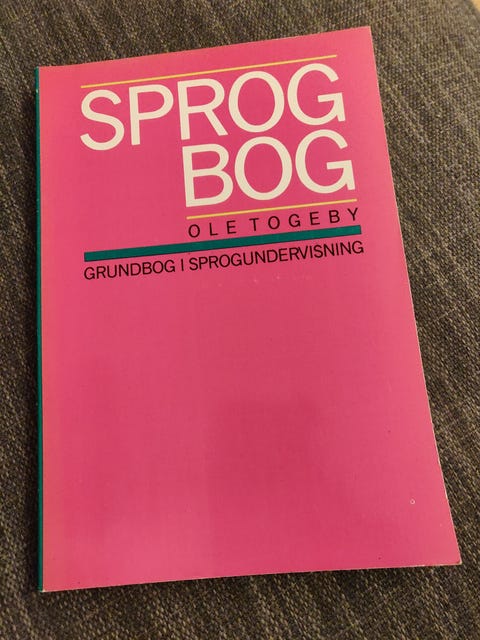 SPROG
BOG
OLE TOGEBY
GRUNDBOG I SPROGUNDERVISNING